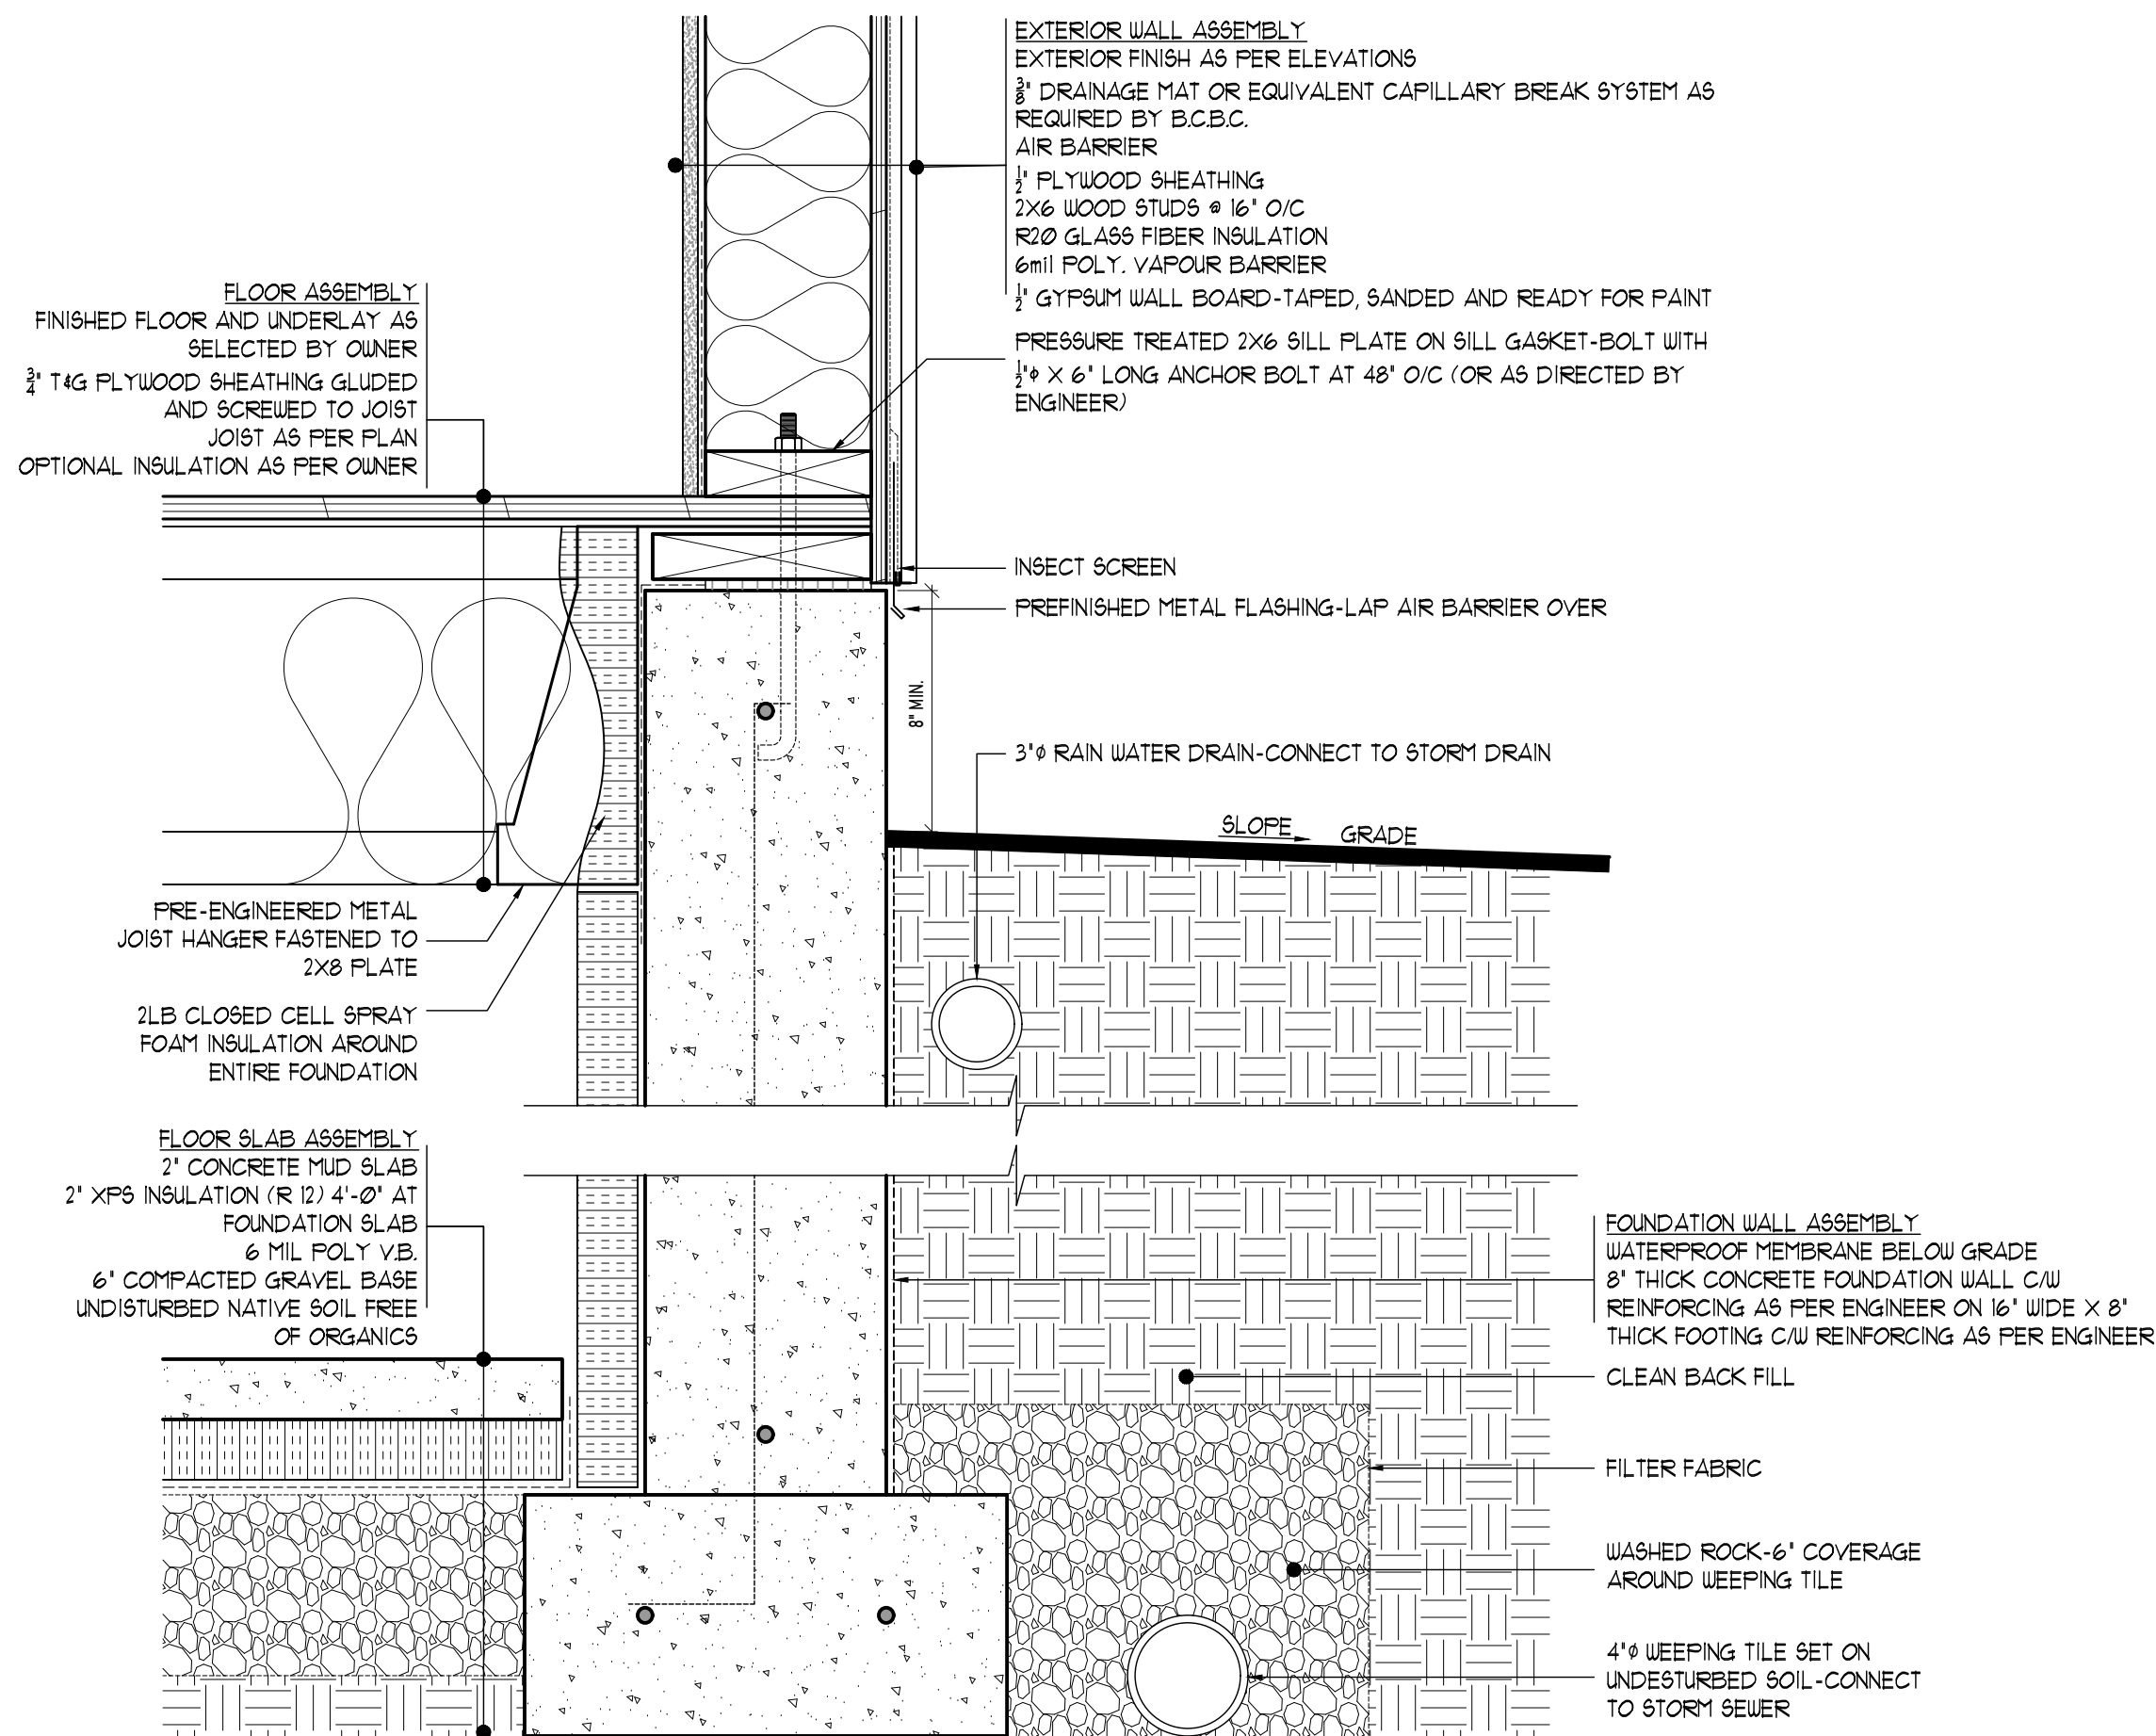 EXTERIOR WALL ASSEMBLY
EXTERIOR FINISH AS PER ELEVATIONS
3/8" DRAINAGE MAT OR EQUIVALENT CAPILLARY BREAK SYSTEM AS
REQUIRED BY B.C.B.C.
AIR BARRIER
1/2" PLYWOOD SHEATHING
2X6 WOOD STUDS @ 16" O/C
R20 GLASS FIBER INSULATION
6mil POLY. VAPOUR BARRIER
1/2" GYPSUM WALL BOARD-TAPED, SANDED AND READY FOR PAINT
PRESSURE TREATED 2X6 SILL PLATE ON SILL GASKET-BOLT WITH
1/2"ϕ X 6" LONG ANCHOR BOLT AT 48" O/C (OR AS DIRECTED BY
ENGINEER)
FLOOR ASSEMBLY
FINISHED FLOOR AND UNDERLAY AS
SELECTED BY OWNER
3/4" T&G PLYWOOD SHEATHING GLUDED
AND SCREWED TO JOIST
JOIST AS PER PLAN
OPTIONAL INSULATION AS PER OWNER
INSECT SCREEN
PREFINISHED METAL FLASHING-LAP AIR BARRIER OVER
8" MIN.
3"ϕ RAIN WATER DRAIN-CONNECT TO STORM DRAIN
SLOPE GRADE
PRE-ENGINEERED METAL
JOIST HANGER FASTENED TO
2X8 PLATE
2LB CLOSED CELL SPRAY
FOAM INSULATION AROUND
ENTIRE FOUNDATION
FLOOR SLAB ASSEMBLY
2" CONCRETE MUD SLAB
2" XPS INSULATION (R 12) 4'-0" AT
FOUNDATION SLAB
6 MIL POLY V.B.
6" COMPACTED GRAVEL BASE
UNDISTURBED NATIVE SOIL FREE
OF ORGANICS
FOUNDATION WALL ASSEMBLY
WATERPROOF MEMBRANE BELOW GRADE
8" THICK CONCRETE FOUNDATION WALL C/W
REINFORCING AS PER ENGINEER ON 16" WIDE X 8"
THICK FOOTING C/W REINFORCING AS PER ENGINEER
CLEAN BACK FILL
FILTER FABRIC
WASHED ROCK-6" COVERAGE
AROUND WEEPING TILE
4"ϕ WEEPING TILE SET ON
UNDESTURBED SOIL-CONNECT
TO STORM SEWER